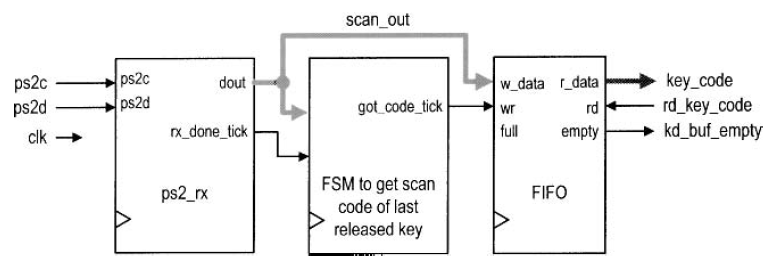 scan_out
ps2c
ps2d
clk
ps2c
ps2d
dout
rx_done_tick
ps2_rx
got_code_tick
FSM to get scan
code of last
released key
w_data
r_data
wr
rd
full
empty
FIFO
key_code
rd_key_code
kd_buf_empty